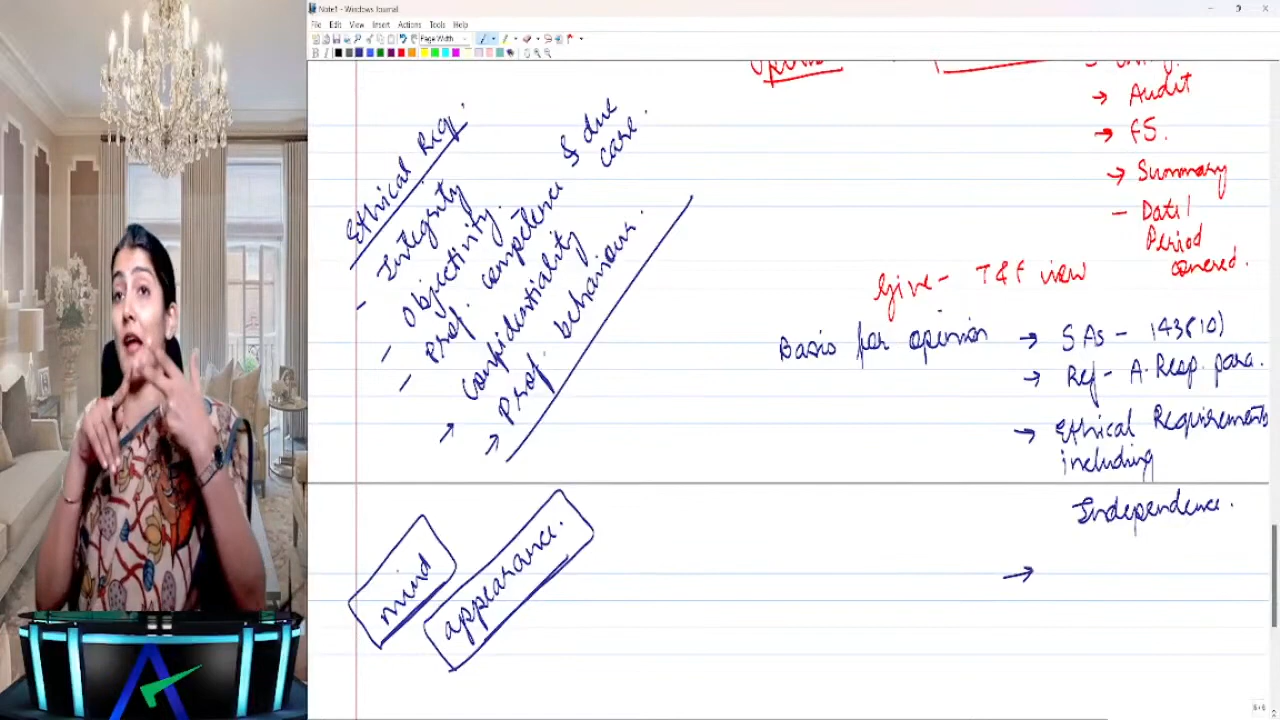 Note1 - Windows Journal
File Edit View Insert Actions Tools Help
Page Width
→ Audit
→ FS.
→ Summary
- Date /
Period
covered.
Give - T & F view
Basis for opinion → SAs - 143(10)
→ Ref - A. Resp. para.
→ Ethical Requirements
including
Independence.
→
Ethical Req.
- Integrity
- Objectivity.
- Prof. competence & due
care.
→ Confidentiality
→ Prof. behaviour.
mind
appearance.